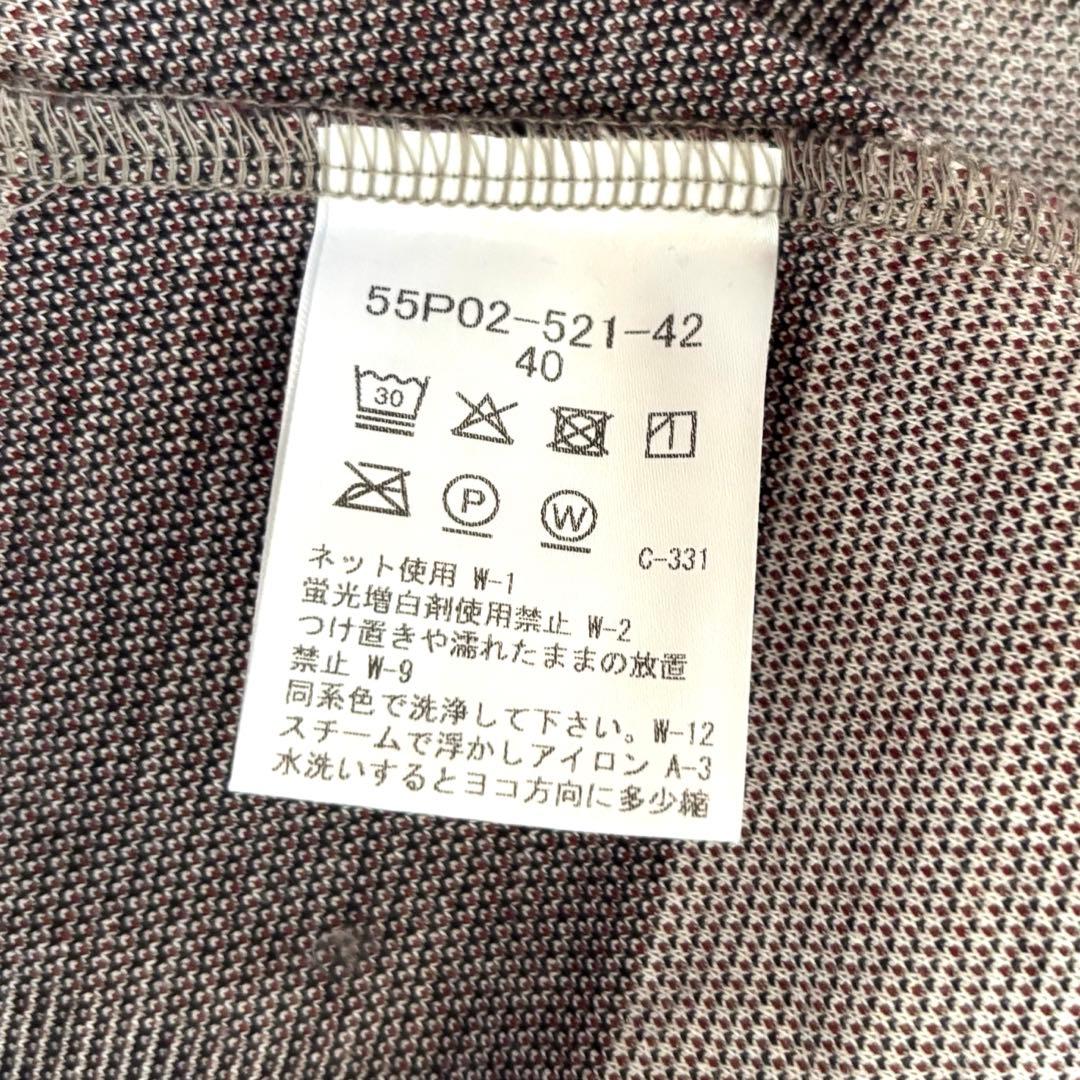 55P02-521-42
40
30
P W
C-331
ネット使用 W-1
蛍光増白剤使用禁止 W-2
つけ置きや濡れたままの放置
禁止 W-9
同系色で洗浄して下さい。W-12
スチームで浮かしアイロン A-3
水洗いするとヨコ方向に多少縮